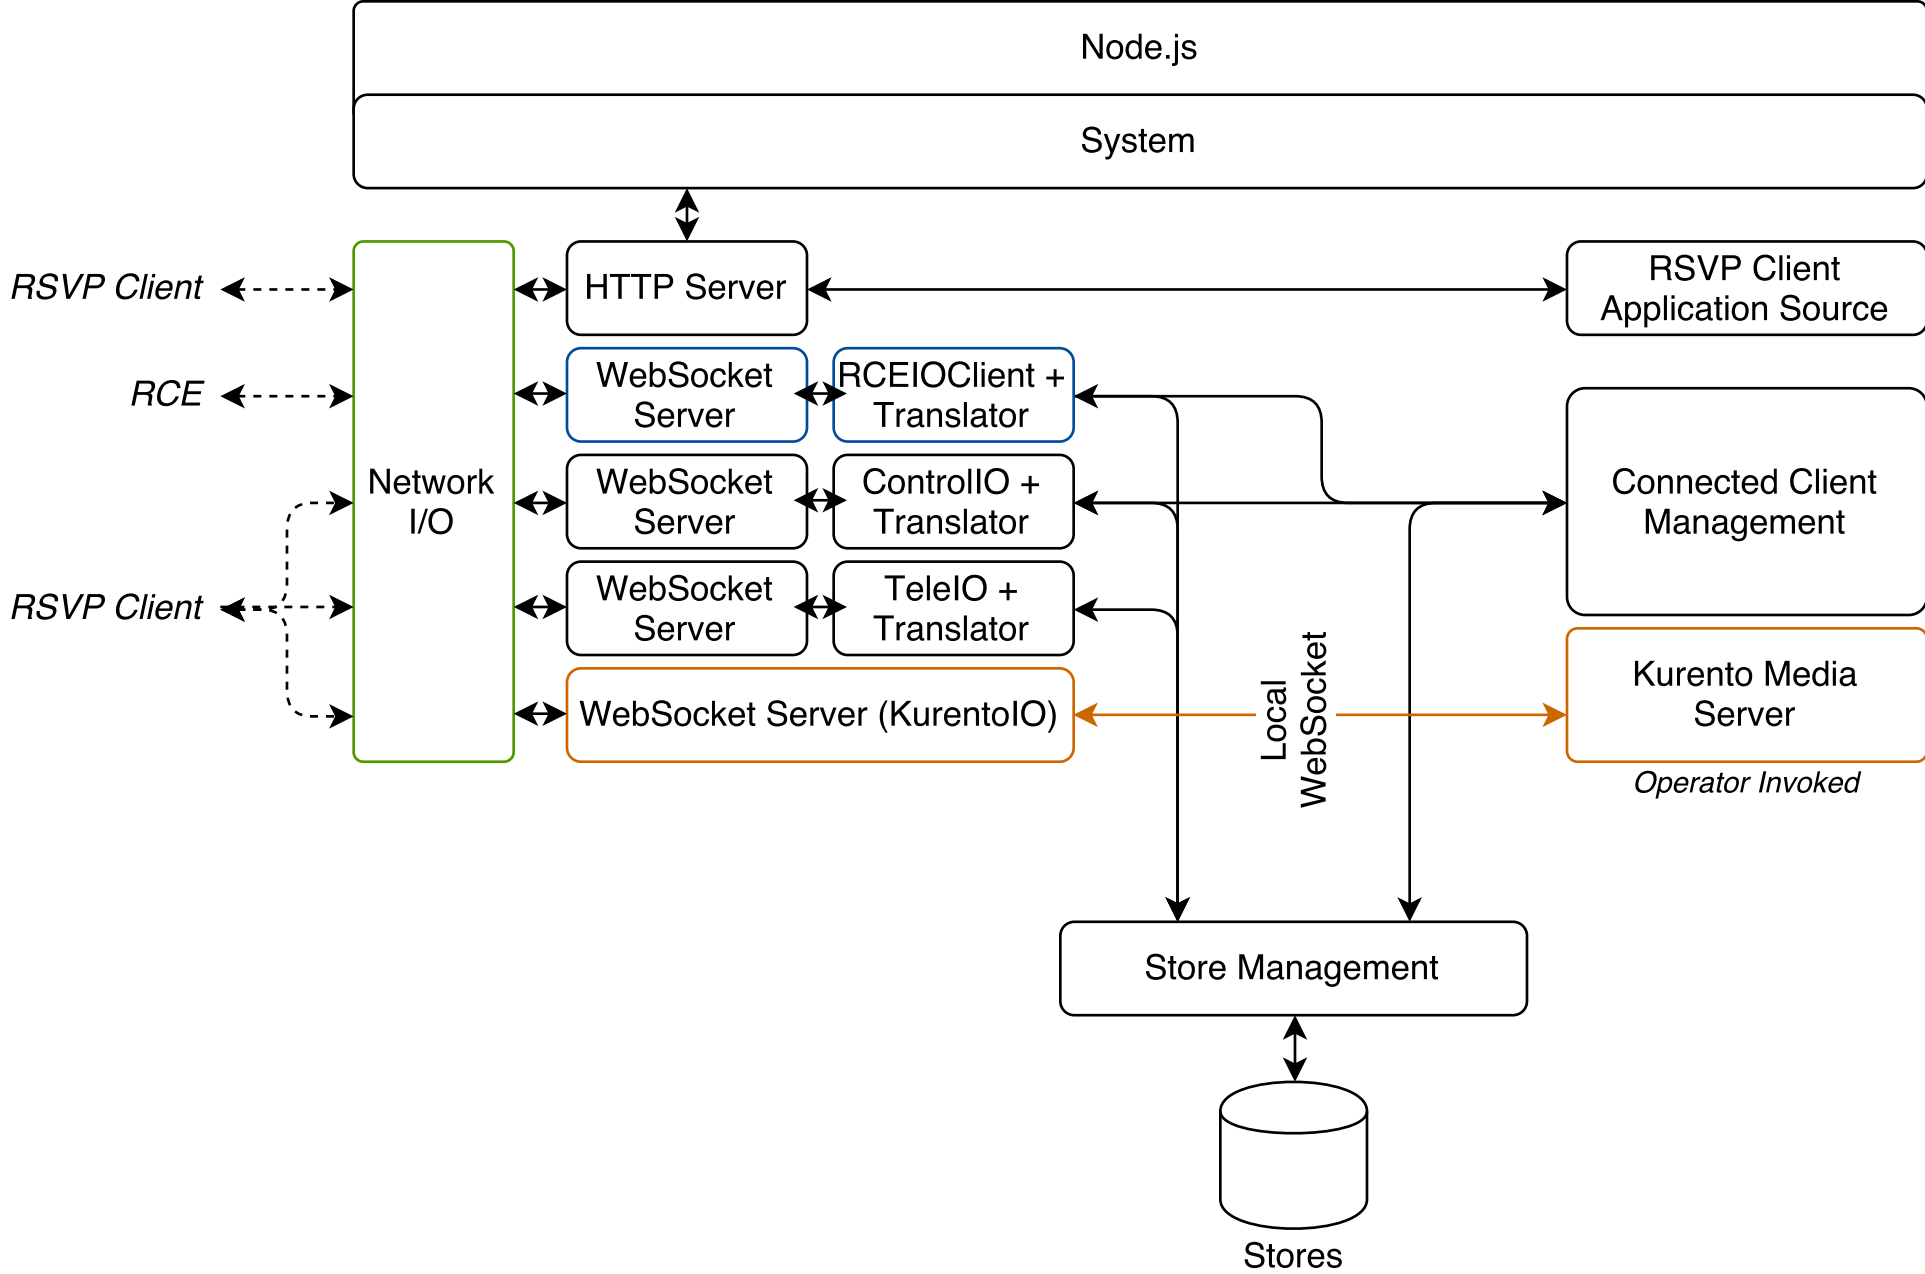 Node.js
System
RSVP Client
HTTP Server
RSVP Client
Application Source
RCE
WebSocket
Server
RCEIOClient +
Translator
Network
I/O
WebSocket
Server
ControlIO +
Translator
Connected Client
Management
RSVP Client
WebSocket
Server
TeleIO +
Translator
WebSocket Server (KurentoIO)
Local
WebSocket
Kurento Media
Server
Operator Invoked
Store Management
Stores